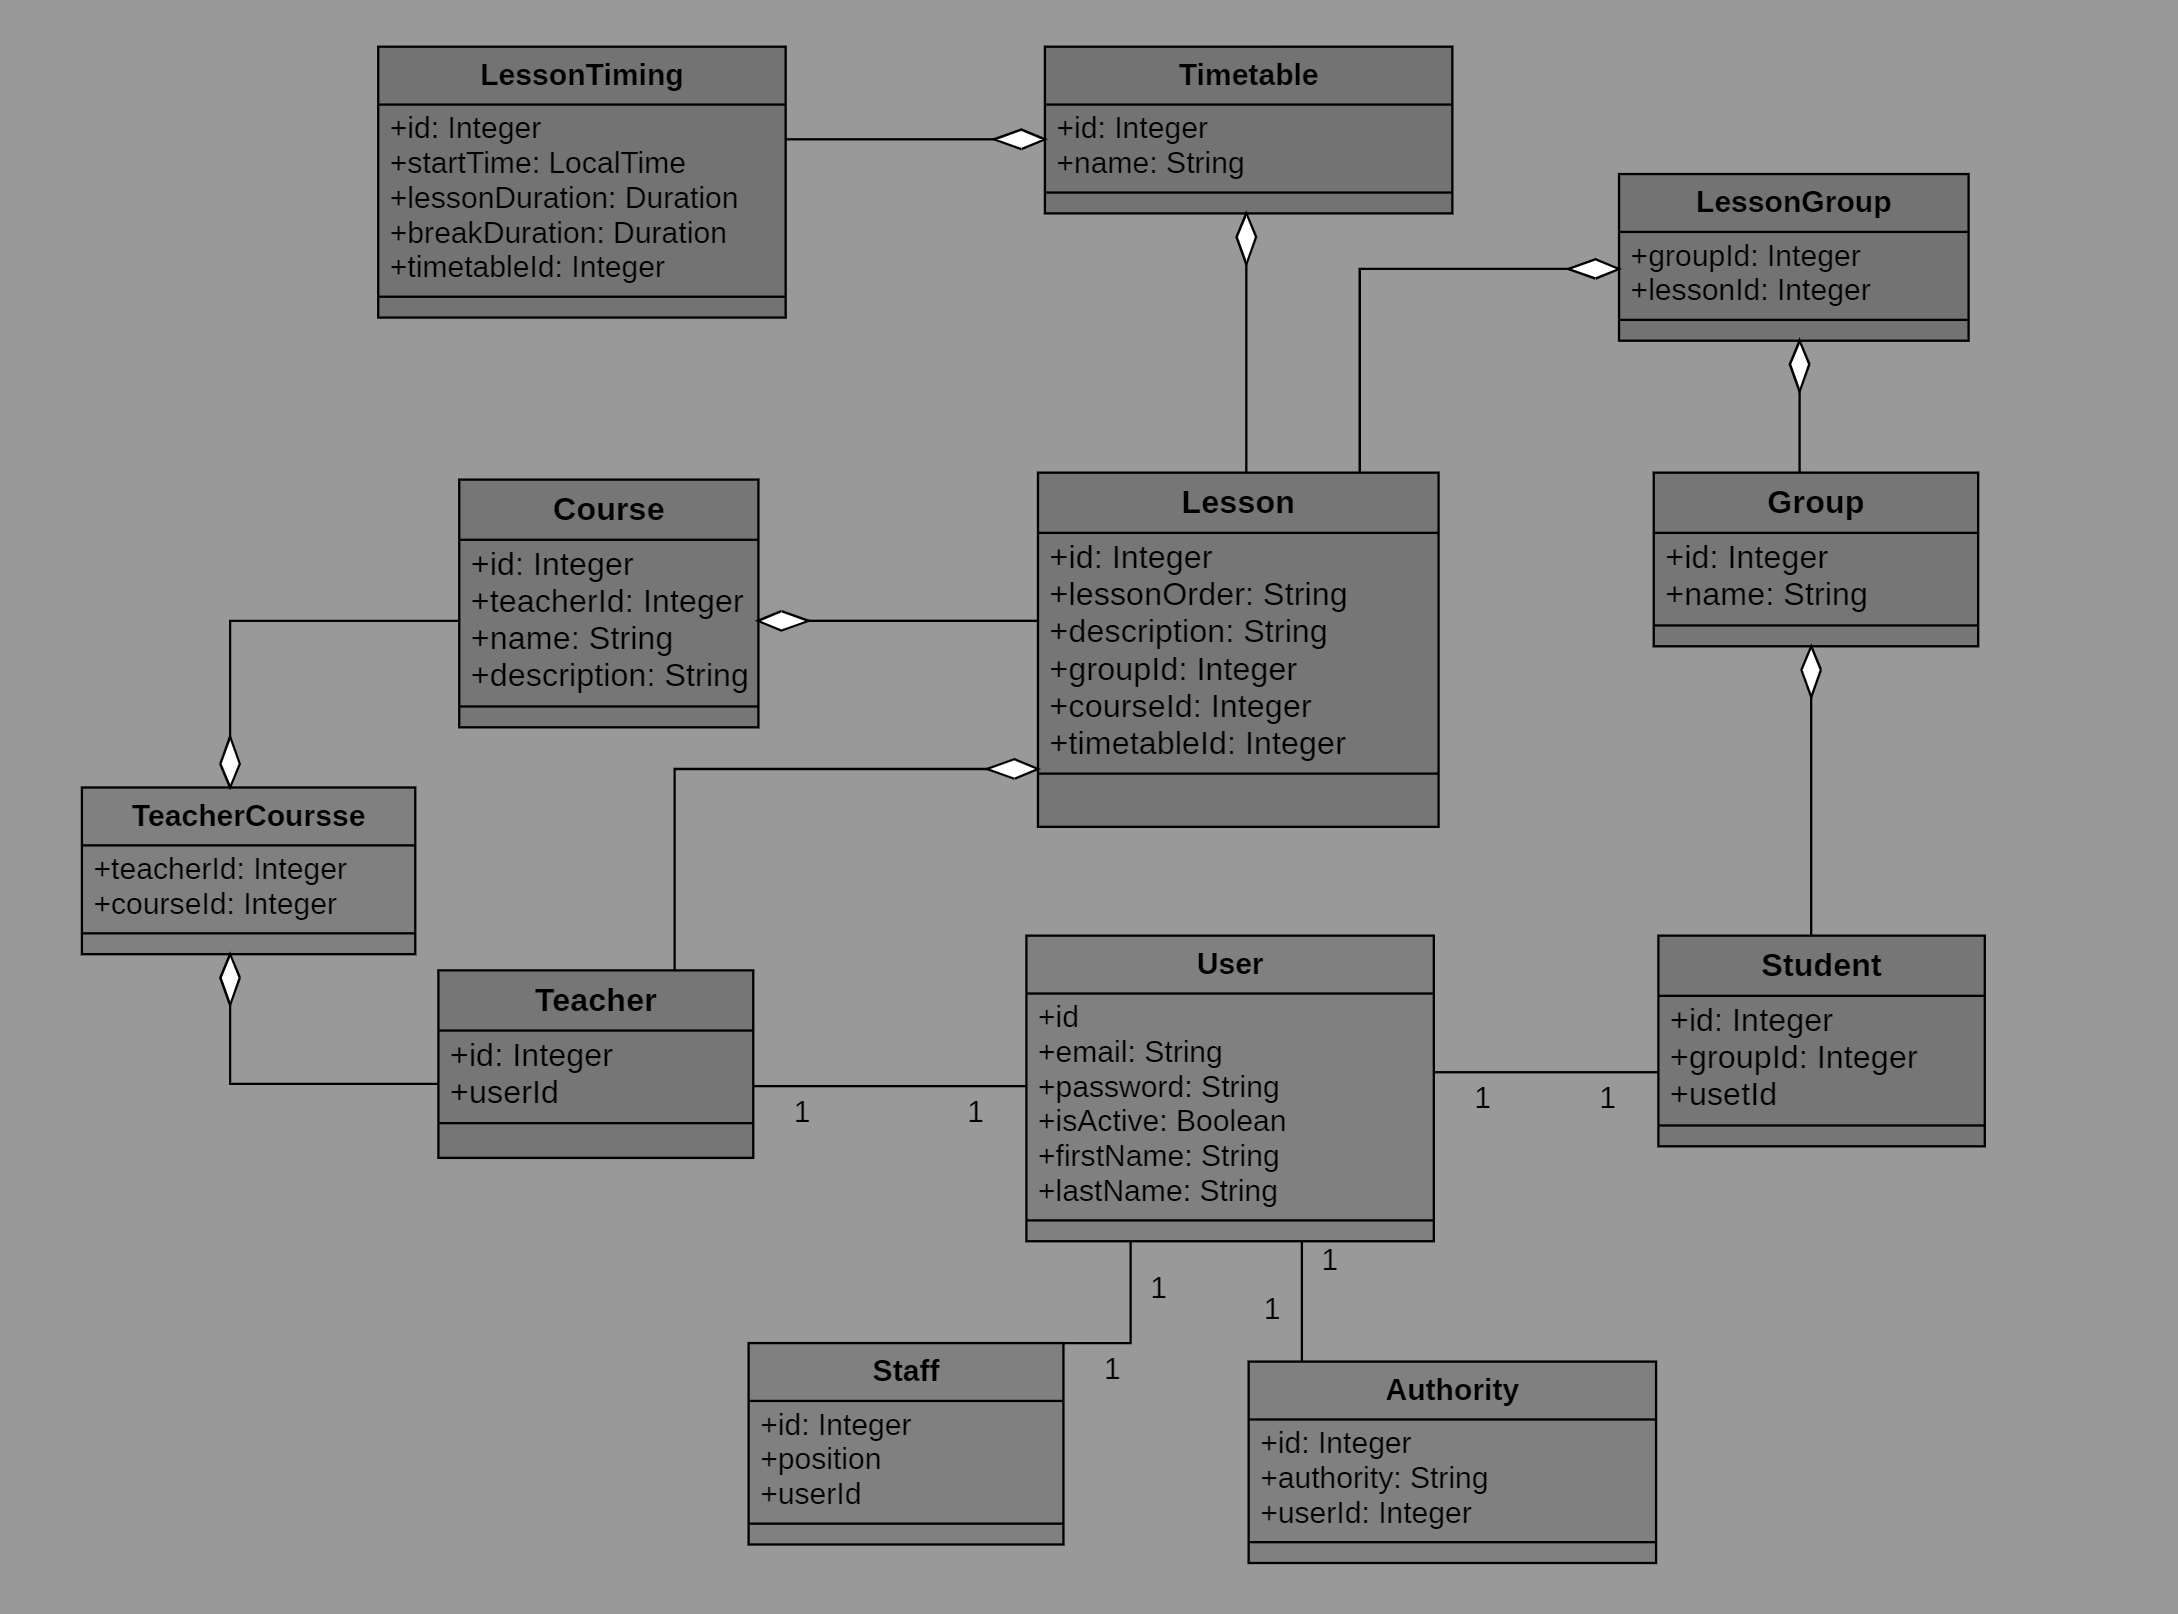 LessonTiming
+id: Integer
+startTime: LocalTime
+lessonDuration: Duration
+breakDuration: Duration
+timetableId: Integer
Timetable
+id: Integer
+name: String
LessonGroup
+groupId: Integer
+lessonId: Integer
Course
+id: Integer
+teacherId: Integer
+name: String
+description: String
Lesson
+id: Integer
+lessonOrder: String
+description: String
+groupId: Integer
+courseId: Integer
+timetableId: Integer
Group
+id: Integer
+name: String
TeacherCoursse
+teacherId: Integer
+courseId: Integer
Teacher
+id: Integer
+userId
1
1
User
+id
+email: String
+password: String
+isActive: Boolean
+firstName: String
+lastName: String
1
1
Student
+id: Integer
+groupId: Integer
+usetId
1
1
1
1
Staff
+id: Integer
+position
+userId
Authority
+id: Integer
+authority: String
+userId: Integer